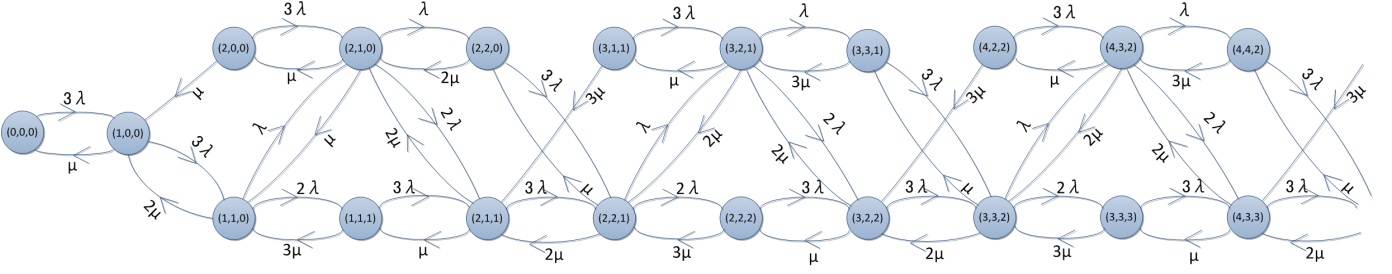 3 λ λ 3 λ λ 3 λ λ
(2,0,0) (2,1,0) (2,2,0) (3,1,1) (3,2,1) (3,3,1) (4,2,2) (4,3,2) (4,4,2)
μ 2μ μ 3μ μ 3μ
μ 3 λ 3μ 3 λ 3μ 3 λ 3μ
3 λ
(0,0,0) (1,0,0)
μ
3 λ λ μ 2μ 2 λ λ 2μ 2μ 2 λ λ 2μ 2μ 2 λ
2μ μ μ
2 λ 3 λ 3 λ 2 λ 3 λ 3 λ 2 λ 3 λ 3 λ
(1,1,0) (1,1,1) (2,1,1) (2,2,1) (2,2,2) (3,2,2) (3,3,2) (3,3,3) (4,3,3)
3μ μ 2μ 3μ μ 2μ 3μ μ 2μ